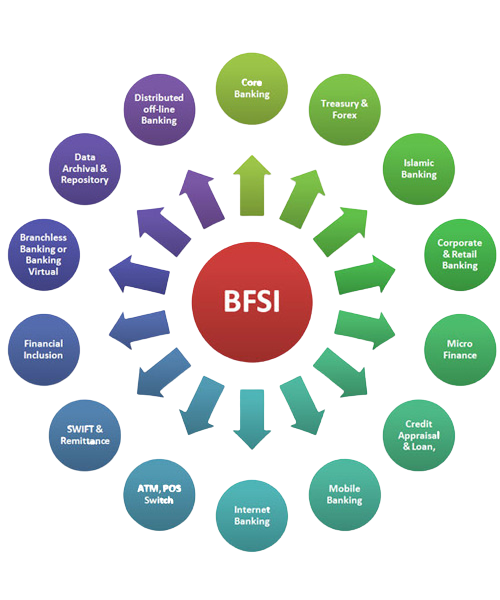 Core
Banking
Treasury &
Forex
Islamic
Banking
Corporate
& Retail
Banking
Micro
Finance
Credit
Appraisal
& Loan,
Mobile
Banking
Internet
Banking
ATM, POS
Switch
SWIFT &
Remittance
Financial
Inclusion
Branchless
Banking or
Banking
Virtual
Data
Archival &
Repository
Distributed
off-line
Banking
BFSI